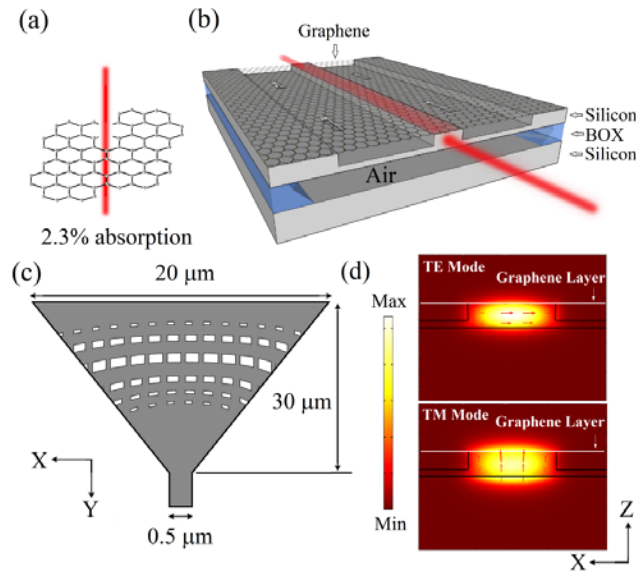 (a)
2.3% absorption
(b)
Graphene
Silicon
BOX
Silicon
Air
(c)
20 μm
30 μm
X
Y
0.5 μm
(d)
Max
Min
TE Mode
Graphene Layer
TM Mode
Graphene Layer
Z
X